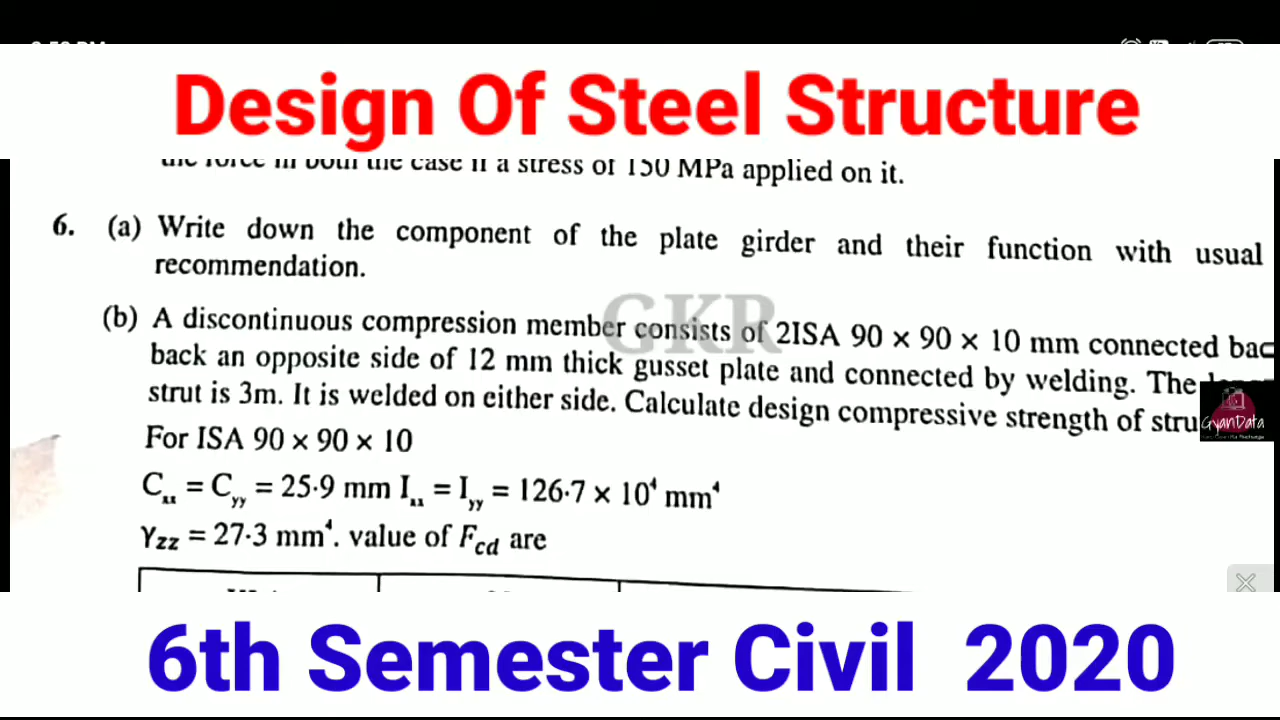 Design Of Steel Structure
the force in both the case if a stress of 150 MPa applied on it.
6. (a) Write down the component of the plate girder and their function with usual
recommendation.
GKR
(b) A discontinuous compression member consists of 2ISA 90 × 90 × 10 mm connected bac
back an opposite side of 12 mm thick gusset plate and connected by welding. The
strut is 3m. It is welded on either side. Calculate design compressive strength of stru
GyanData
For ISA 90 × 90 × 10
Cxx = Cyy = 25·9 mm Ixx = Iyy = 126·7 × 10⁴ mm⁴
γzz = 27·3 mm⁴. value of Fcd are
6th Semester Civil 2020